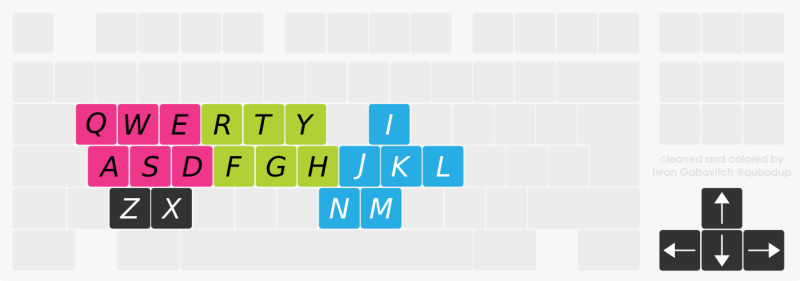 Q W E R T Y I
A S D F G H J K L
cleaned and colored by
Iwan Gabovitch @qubodup
Z X N M ↑
← ↓ →